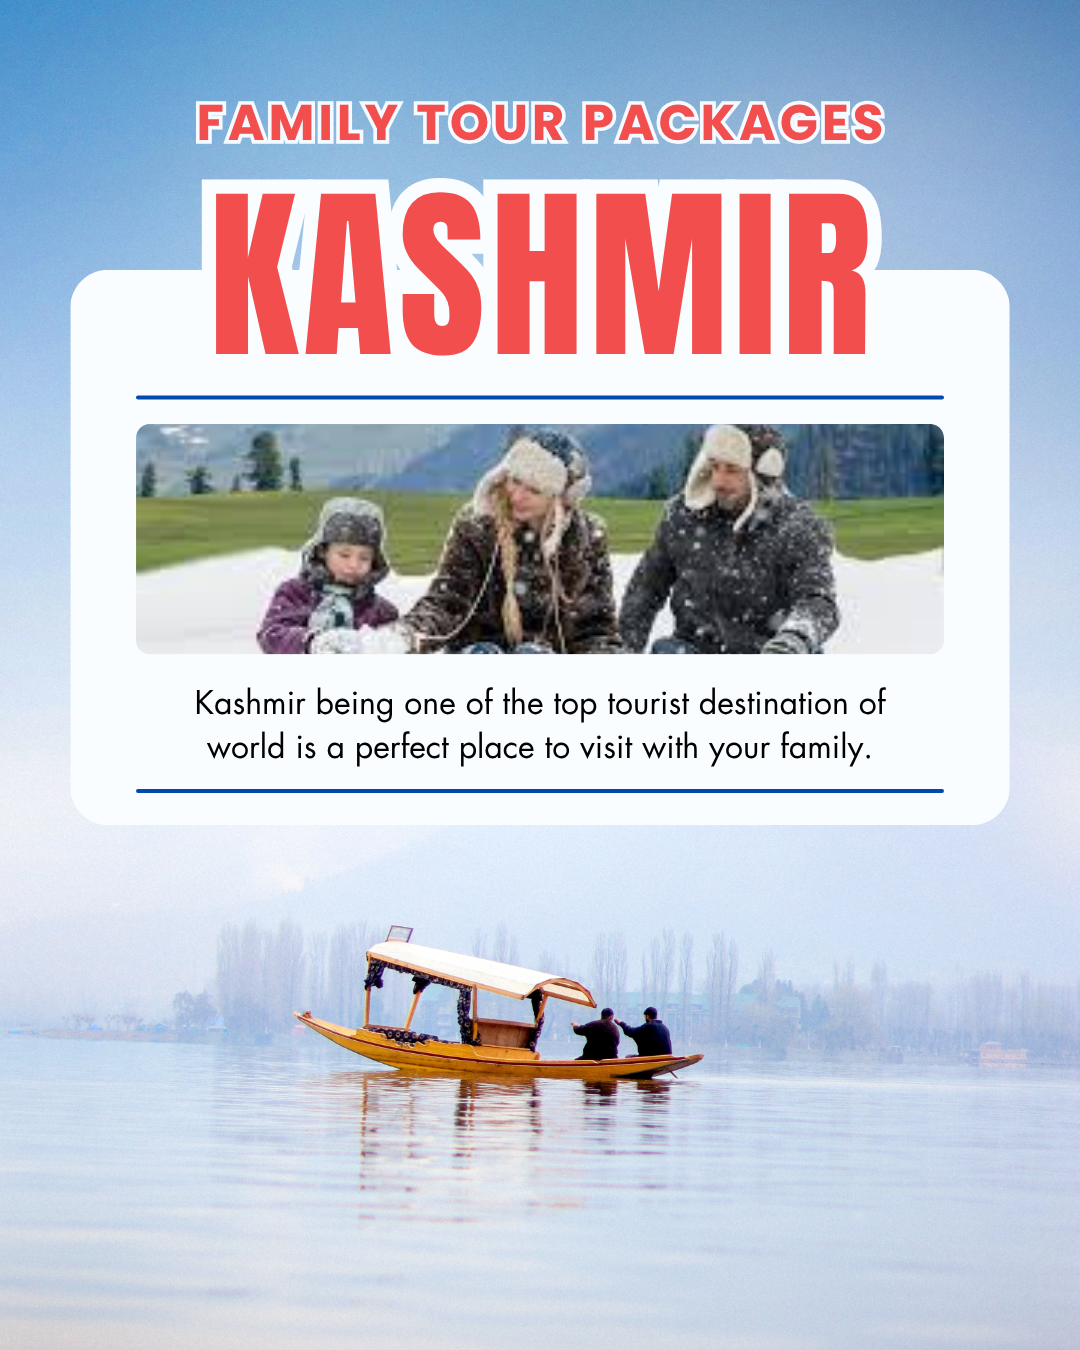 FAMILY TOUR PACKAGES
KASHMIR
Kashmir being one of the top tourist destination of
world is a perfect place to visit with your family.